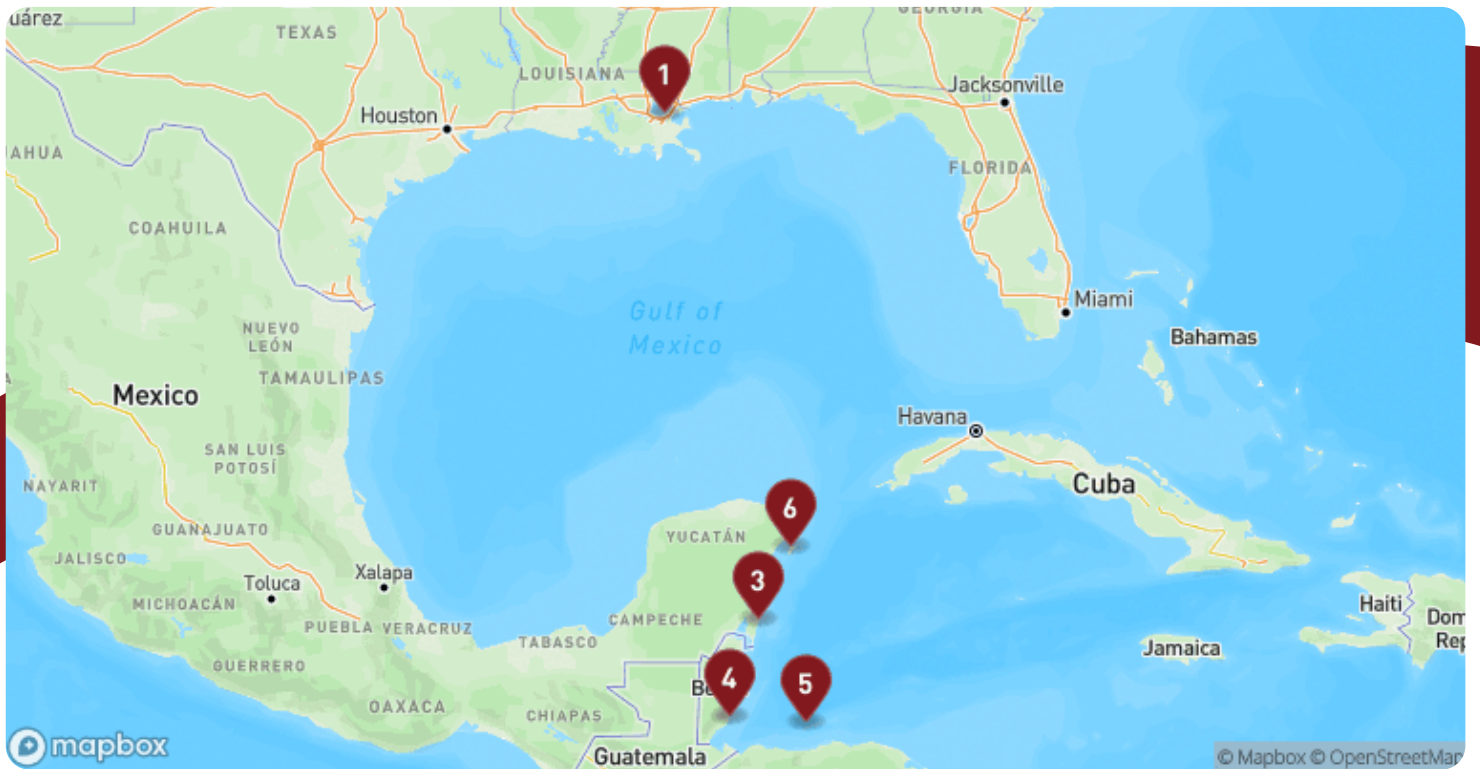 uárez
TEXAS
GEORGIA
LOUISIANA
1
Jacksonville
Houston
AHUA
FLORIDA
COAHUILA
Miami
Gulf of
Mexico
NUEVO
LEÓN
Bahamas
TAMAULIPAS
Mexico
Havana
SAN LUIS
POTOSÍ
NAYARIT
Cuba
6
GUANAJUATO
YUCATÁN
JALISCO
Xalapa
Toluca
3
MICHOACÁN
Haiti
PUEBLA
VERACRUZ
CAMPECHE
Dom
Rep
TABASCO
Jamaica
GUERRERO
4
5
OAXACA
CHIAPAS
mapbox
Guatemala
© Mapbox © OpenStreetMap